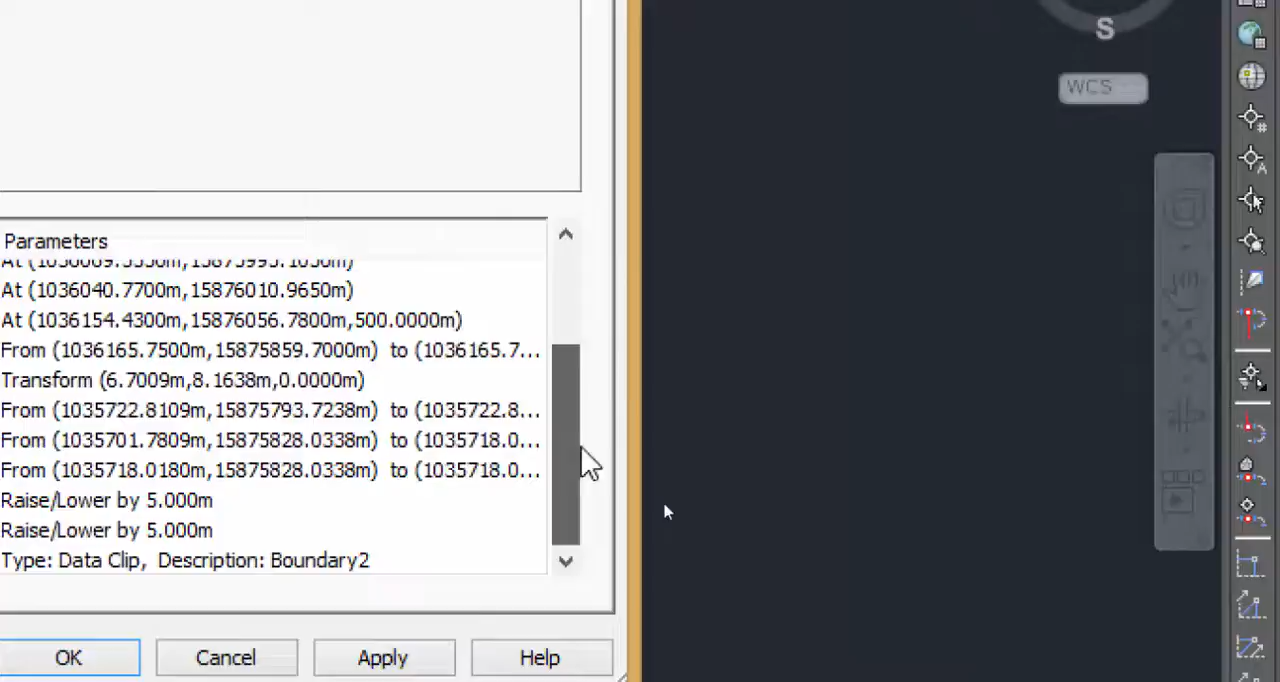 S
WCS
Parameters
At (1036040.7700m,15876010.9650m)
At (1036154.4300m,15876056.7800m,500.0000m)
From (1036165.7500m,15875859.7000m) to (1036165.7...
Transform (6.7009m,8.1638m,0.0000m)
From (1035722.8109m,15875793.7238m) to (1035722.8...
From (1035701.7809m,15875828.0338m) to (1035718.0...
From (1035718.0180m,15875828.0338m) to (1035718.0...
Raise/Lower by 5.000m
Raise/Lower by 5.000m
Type: Data Clip, Description: Boundary2
OK Cancel Apply Help